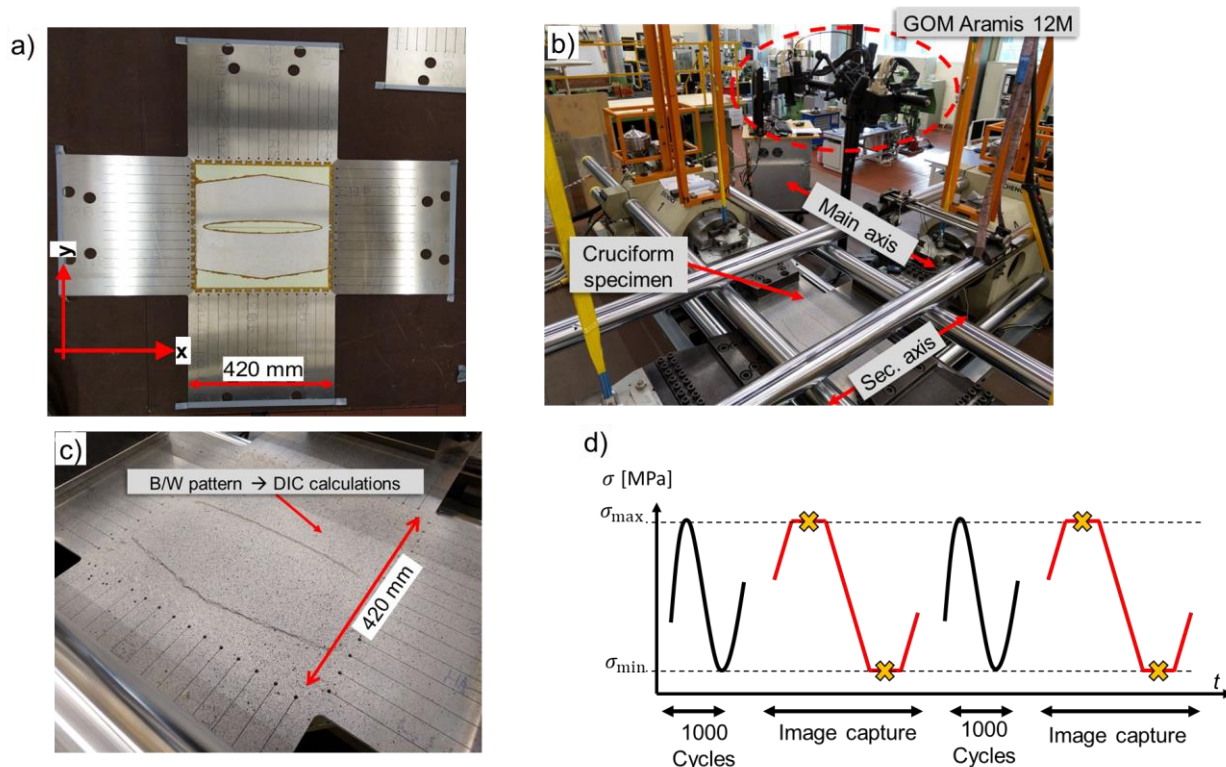 a)
y
x
420 mm
b)
GOM Aramis 12M
Main axis
Cruciform
specimen
Sec. axis
c)
B/W pattern → DIC calculations
420 mm
d)
σ [MPa]
σmax
σmin
t
1000
Cycles
Image capture
1000
Cycles
Image capture